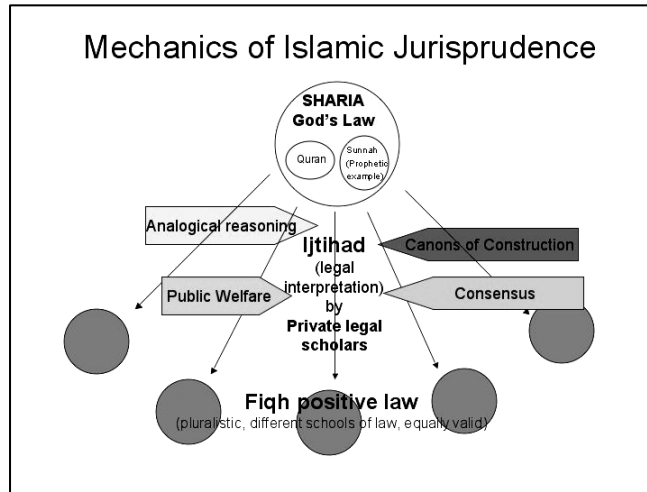 Mechanics of Islamic Jurisprudence
SHARIA
God's Law
Quran
Sunnah
(Prophetic
example)
Analogical reasoning
Ijtihad
(legal
interpretation)
by
Private legal
scholars
Canons of Construction
Public Welfare
Consensus
Fiqh positive law
(pluralistic, different schools of law, equally valid)